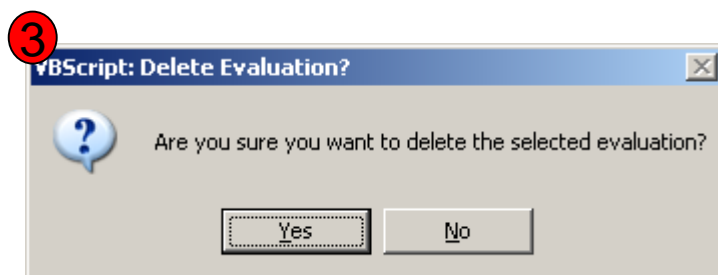 3
VBScript: Delete Evaluation?
Are you sure you want to delete the selected evaluation?
Yes
No